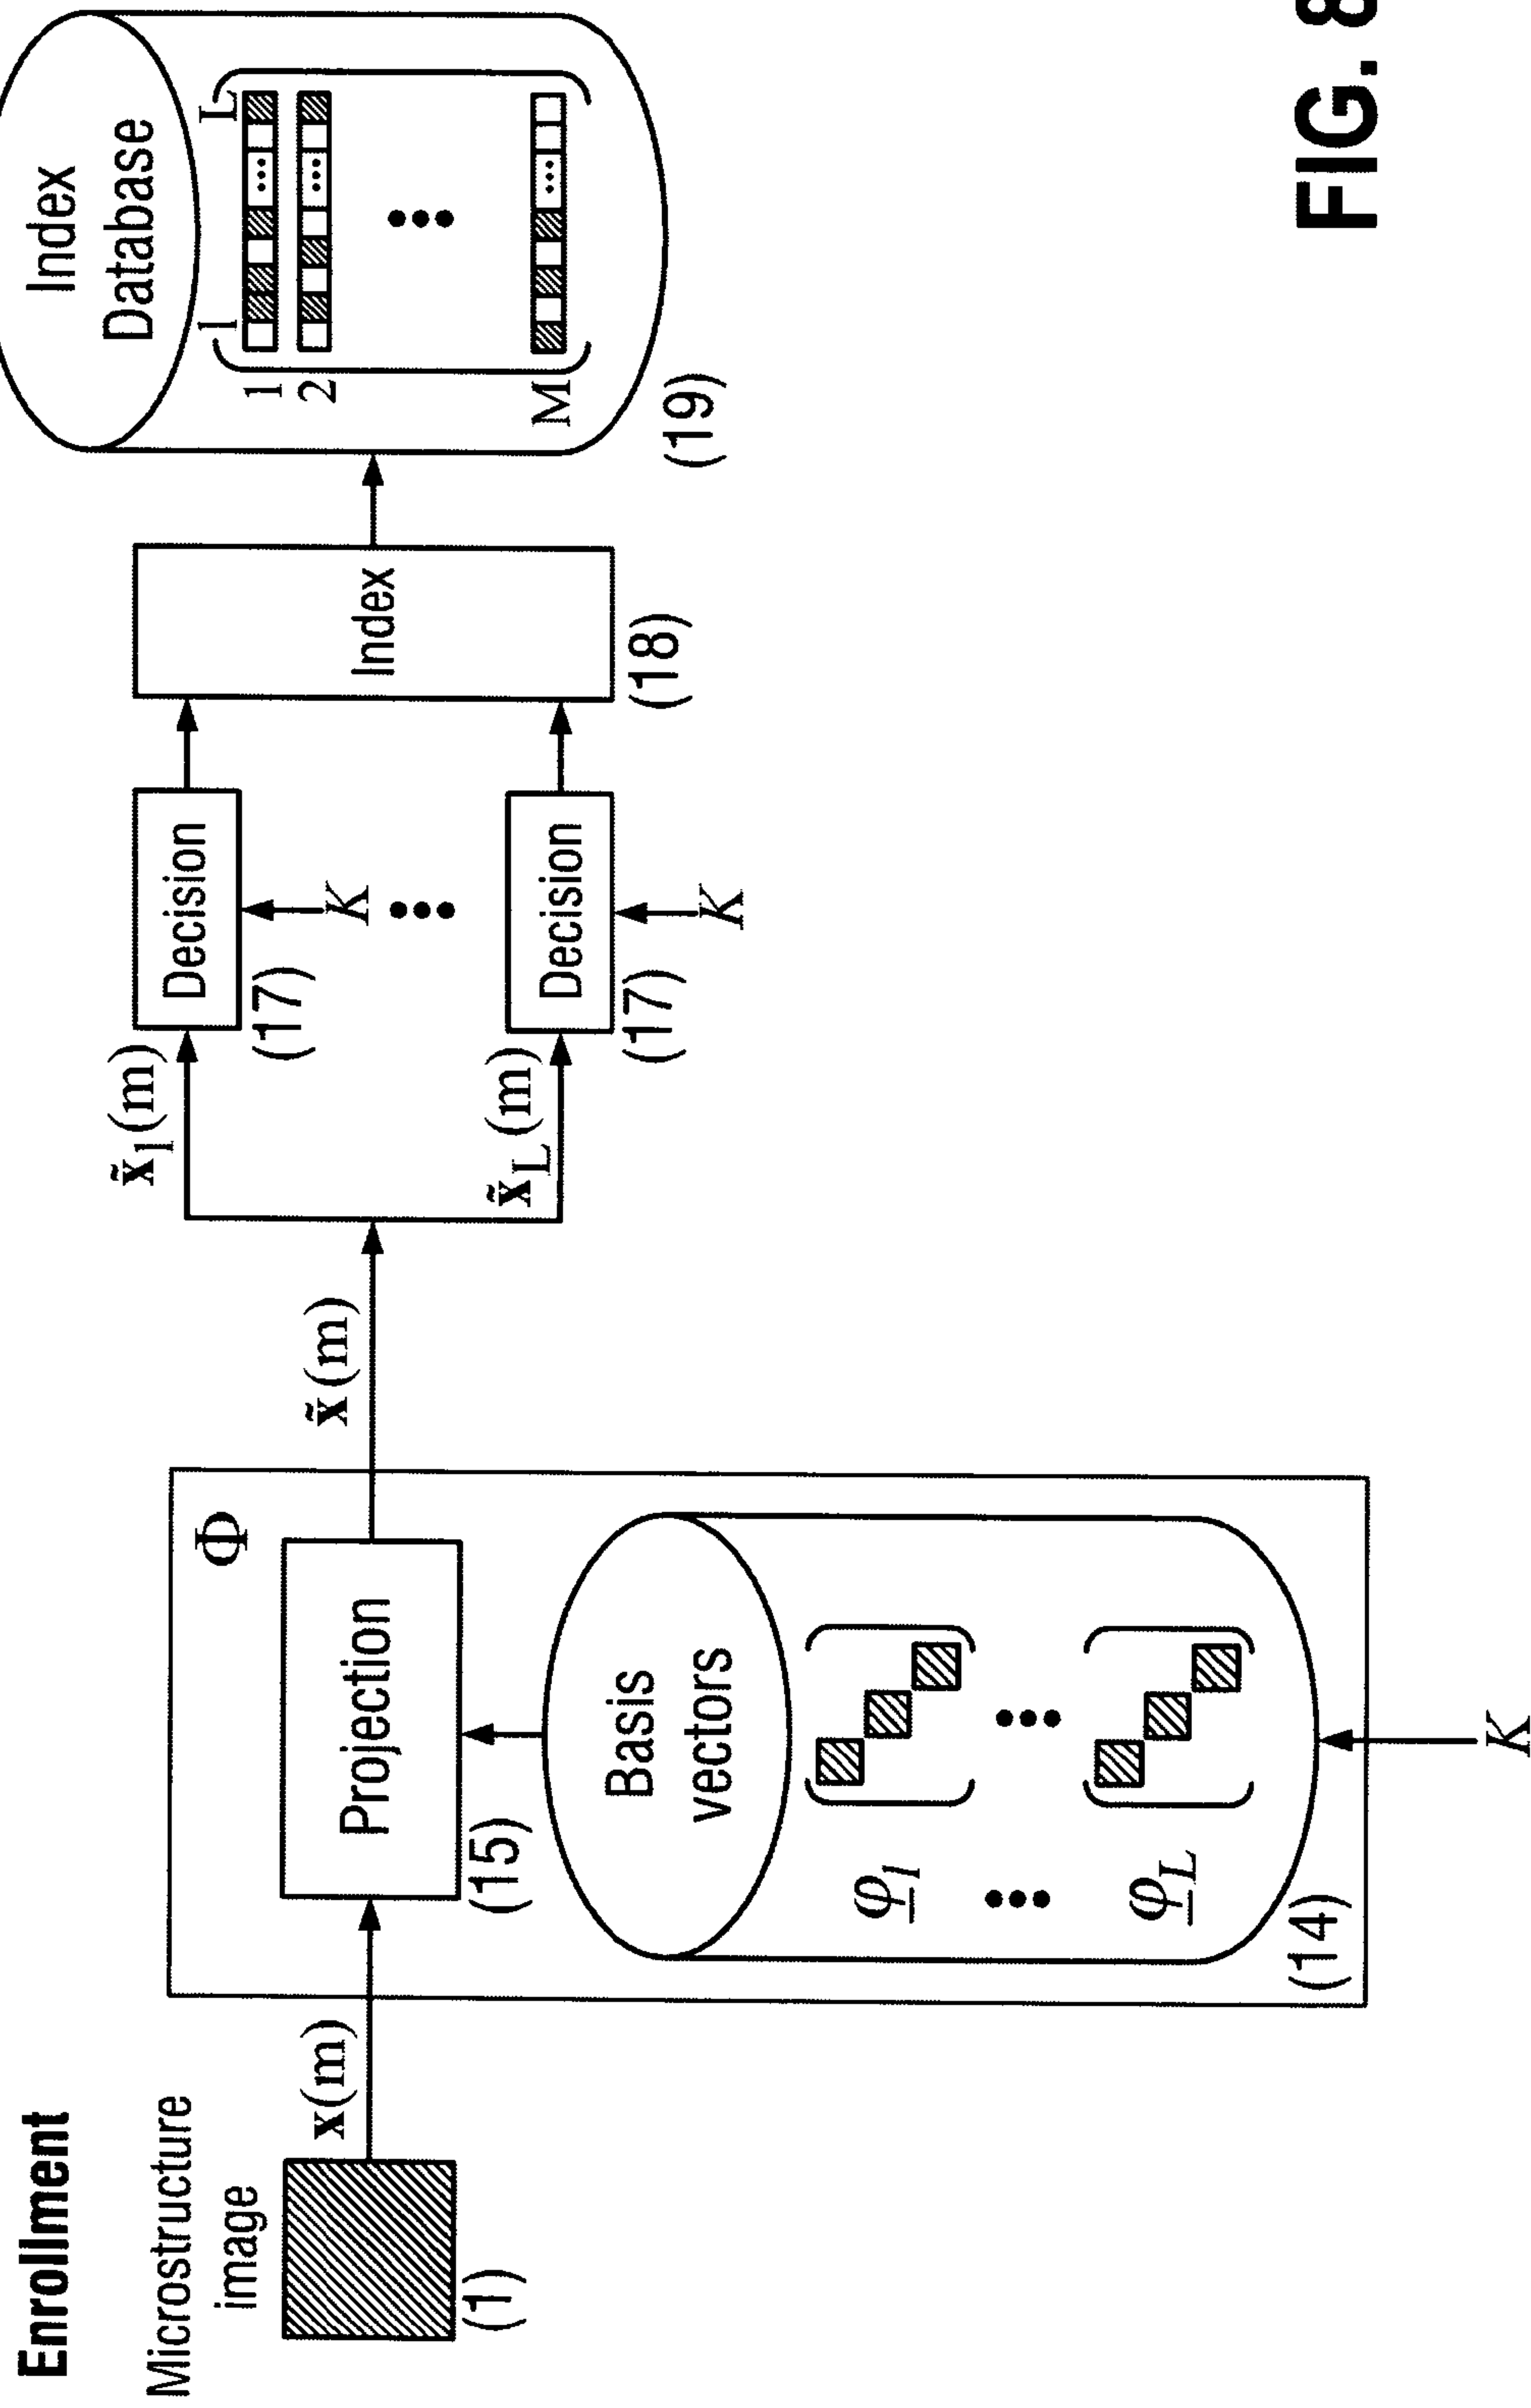 Enrollment
Microstructure
image
(1)
x(m)
Φ
Projection
(15)
Basis
vectors
φ1
φL
(14)
K
x̃(m)
x̃1(m)
x̃L(m)
Decision
(17)
K
Decision
(17)
K
Index
(18)
Index
Database
1 L
1
2
M
(19)
FIG. 8